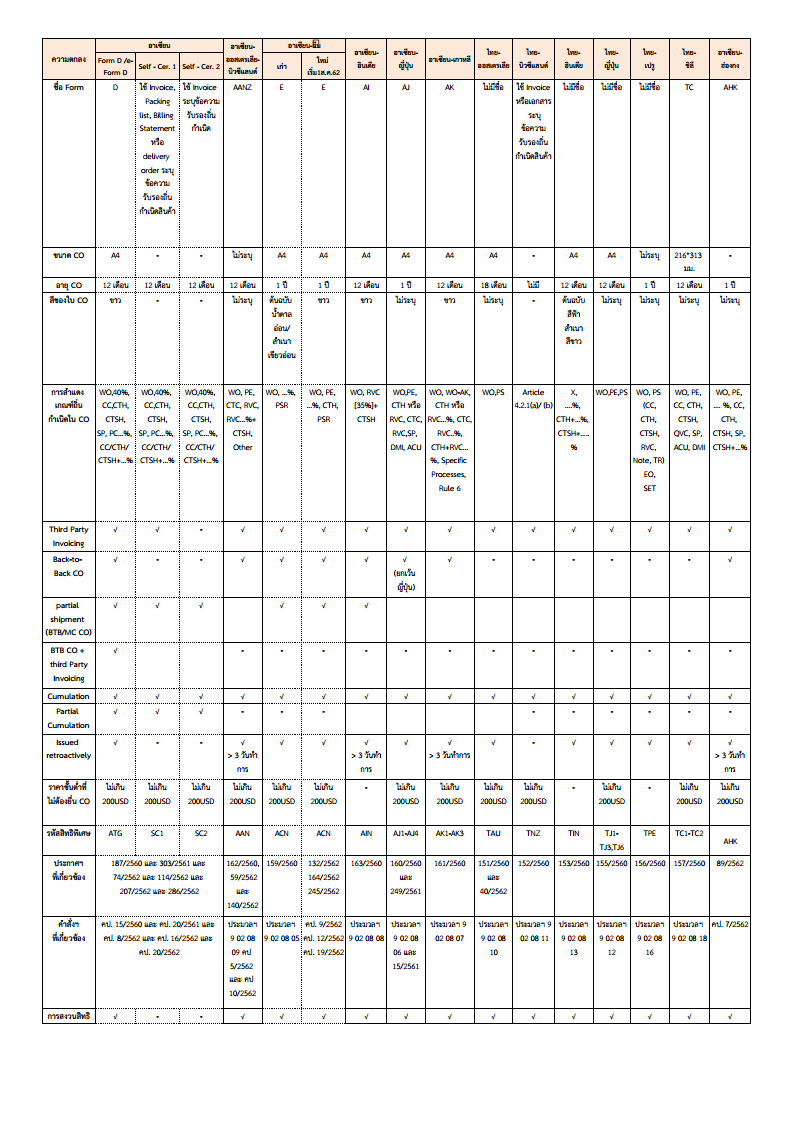 ความตกลง อาเซียน อาเซียน-ออสเตรเลีย-นิวซีแลนด์ อาเซียน-จีน อาเซียน-อินเดีย อาเซียน-ญี่ปุ่น อาเซียน-เกาหลี ไทย-ออสเตรเลีย ไทย-นิวซีแลนด์ ไทย-อินเดีย ไทย-ญี่ปุ่น ไทย-เปรู ไทย-ชิลี อาเซียน-ฮ่องกง
Form D /e-Form D Self - Cer. 1 Self - Cer. 2 เก่า ใหม่ เริ่ม1ส.ค.62
ชื่อ Form D ใช้ Invoice, Packing list, Billing Statement หรือ delivery order ระบุข้อความรับรองถิ่นกำเนิดสินค้า ใช้ Invoice ระบุข้อความรับรองถิ่นกำเนิด AANZ E E AI AJ AK ไม่มีชื่อ ใช้ Invoice หรือเอกสารระบุข้อความรับรองถิ่นกำเนิดสินค้า ไม่มีชื่อ ไม่มีชื่อ ไม่มีชื่อ TC AHK
ขนาด CO A4 - - ไม่ระบุ A4 A4 A4 A4 A4 A4 - A4 A4 ไม่ระบุ 216*313 มม. -
อายุ CO 12 เดือน 12 เดือน 12 เดือน 12 เดือน 1 ปี 1 ปี 12 เดือน 1 ปี 12 เดือน 18 เดือน ไม่มี 12 เดือน 12 เดือน 1 ปี 12 เดือน 1 ปี
สีของใบ CO ขาว - - ไม่ระบุ ต้นฉบับน้ำตาลอ่อน/สำเนาเขียวอ่อน ขาว ขาว ไม่ระบุ ขาว ไม่ระบุ - ต้นฉบับสีฟ้า สำเนาสีขาว ไม่ระบุ ไม่ระบุ ไม่ระบุ ไม่ระบุ
การสำแดงเกณฑ์ถิ่นกำเนิดใน CO WO,40%, CC,CTH, CTSH, SP, PC...%, CC/CTH/ CTSH+...% WO,40%, CC,CTH, CTSH, SP, PC...%, CC/CTH/ CTSH+...% WO,40%, CC,CTH, CTSH, SP, PC...%, CC/CTH/ CTSH+...% WO, PE, CTC, RVC, RVC...%+ CTSH, Other WO, ...%, PSR WO, PE, ...%, CTH, PSR WO, RVC [35%]+ CTSH WO,PE, CTH หรือ RVC, CTC, RVC,SP, DMI, ACU WO, WO-AK, CTH หรือ RVC...%, CTC, RVC..%, CTH+RVC...%, Specific Processes, Rule 6 WO,PS Article 4.2.1(a)/ (b) X, ....%, CTH+...%, CTSH+.....% WO,PE,PS WO, PS (CC, CTH, CTSH, RVC, Note, TR) EO, SET WO, PE, CC, CTH, CTSH, QVC, SP, ACU, DMI WO, PE, .... %, CC, CTH, CTSH, SP, CTSH+...%
Third Party Invoicing √ √ - √ √ √ √ √ √ √ √ √ √ √ √ √
Back-to-Back CO √ - - √ √ √ √ √ (ยกเว้นญี่ปุ่น) √ - - - - - - √
partial shipment (BTB/MC CO) √ √ √ √ √ √
BTB CO + third Party Invoicing √ - - - - - - - - - - - - -
Cumulation √ √ √ √ √ √ √ √ √ √ √ √ √ √ √ √
Partial Cumulation √ √ √ - - - - - - - - -
Issued retroactively √ - - √ > 3 วันทำการ √ √ √ > 3 วันทำการ √ √ > 3 วันทำการ √ - √ √ √ √ √ > 3 วันทำการ
ราคาขั้นต่ำที่ไม่ต้องยื่น CO ไม่เกิน 200USD ไม่เกิน 200USD ไม่เกิน 200USD ไม่เกิน 200USD ไม่เกิน 200USD ไม่เกิน 200USD - ไม่เกิน 200USD ไม่เกิน 200USD ไม่เกิน 200USD ไม่เกิน 200USD - ไม่เกิน 200USD - ไม่เกิน 200USD ไม่เกิน 200USD
รหัสสิทธิพิเศษ ATG SC1 SC2 AAN ACN ACN AIN AJ1-AJ4 AK1-AK3 TAU TNZ TIN TJ1-TJ3,TJ6 TPE TC1-TC2 AHK
ประกาศฯ ที่เกี่ยวข้อง 187/2560 และ 303/2561 และ 74/2562 และ 114/2562 และ 207/2562 และ 286/2562 162/2560, 59/2562 และ 140/2562 159/2560 132/2562 164/2562 245/2562 163/2560 160/2560 และ 249/2561 161/2560 151/2560 และ 40/2562 152/2560 153/2560 155/2560 156/2560 157/2560 89/2562
คำสั่งฯ ที่เกี่ยวข้อง คป. 15/2560 และ คป. 20/2561 และ คป. 8/2562 และ คป. 16/2562 และ คป. 20/2562 ประมวลฯ 9 02 08 09 คป 5/2562 และ คป 10/2562 ประมวลฯ 9 02 08 05 คป. 9/2562 คป. 12/2562 คป. 19/2562 ประมวลฯ 9 02 08 08 ประมวลฯ 9 02 08 06 และ 15/2561 ประมวลฯ 9 02 08 07 ประมวลฯ 9 02 08 10 ประมวลฯ 9 02 08 11 ประมวลฯ 9 02 08 13 ประมวลฯ 9 02 08 12 ประมวลฯ 9 02 08 16 ประมวลฯ 9 02 08 18 คป. 7/2562
การสงวนสิทธิ √ - - √ √ √ √ √ √ √ √ √ √ √ √ √